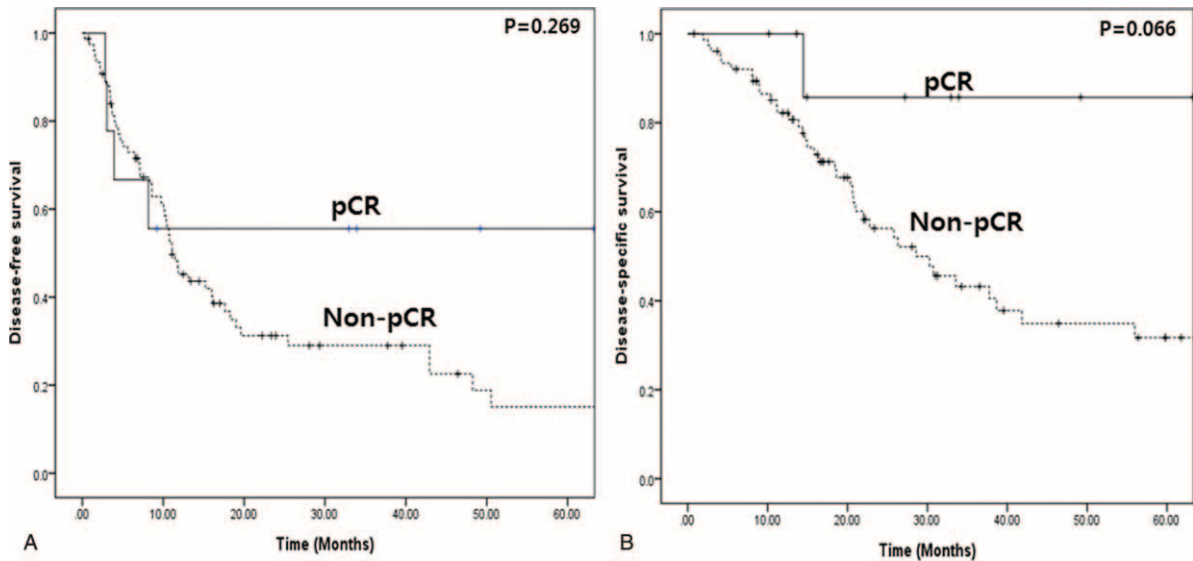 P=0.269
Disease-free survival
1.0
0.8
0.6
0.4
0.2
0.0
pCR
Non-pCR
.00 10.00 20.00 30.00 40.00 50.00 60.00
Time (Months)
A
P=0.066
Disease-specific survival
1.0
0.8
0.6
0.4
0.2
0.0
pCR
Non-pCR
.00 10.00 20.00 30.00 40.00 50.00 60.00
Time (Months)
B